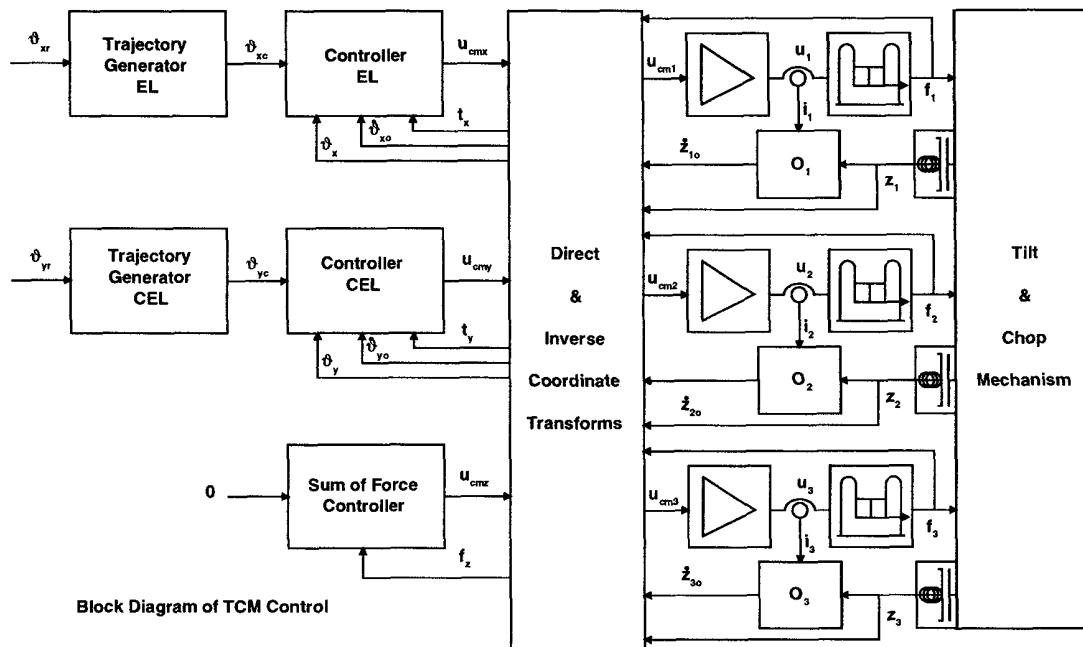 ϑxr
Trajectory
Generator
EL
ϑxc
Controller
EL
ucmx
tx
ϑ̇xo
ϑx
ϑyr
Trajectory
Generator
CEL
ϑyc
Controller
CEL
ucmy
ty
ϑ̇yo
ϑy
0
Sum of Force
Controller
ucmz
fz
Block Diagram of TCM Control
Direct
&
Inverse
Coordinate
Transforms
ucm1
u1
i1
f1
ż1o
O1
z1
ucm2
u2
i2
f2
ż2o
O2
z2
ucm3
u3
i3
f3
ż3o
O3
z3
Tilt
&
Chop
Mechanism